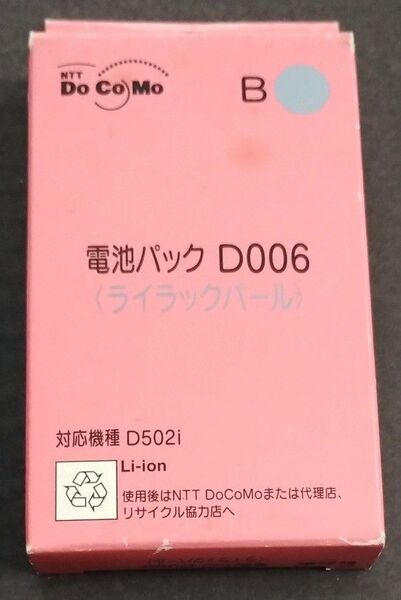 NTT
DoCoMo
B
電池パック D006
〈ライラックパール〉
対応機種 D502i
Li-ion
使用後はNTT DoCoMoまたは代理店、
リサイクル協力店へ